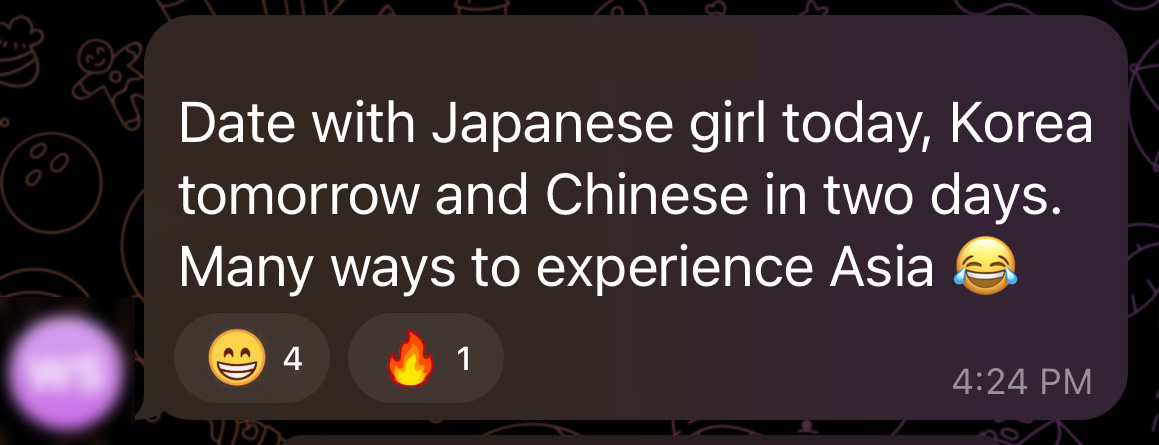 Date with Japanese girl today, Korea
tomorrow and Chinese in two days.
Many ways to experience Asia 😂
😁 4 🔥 1
4:24 PM